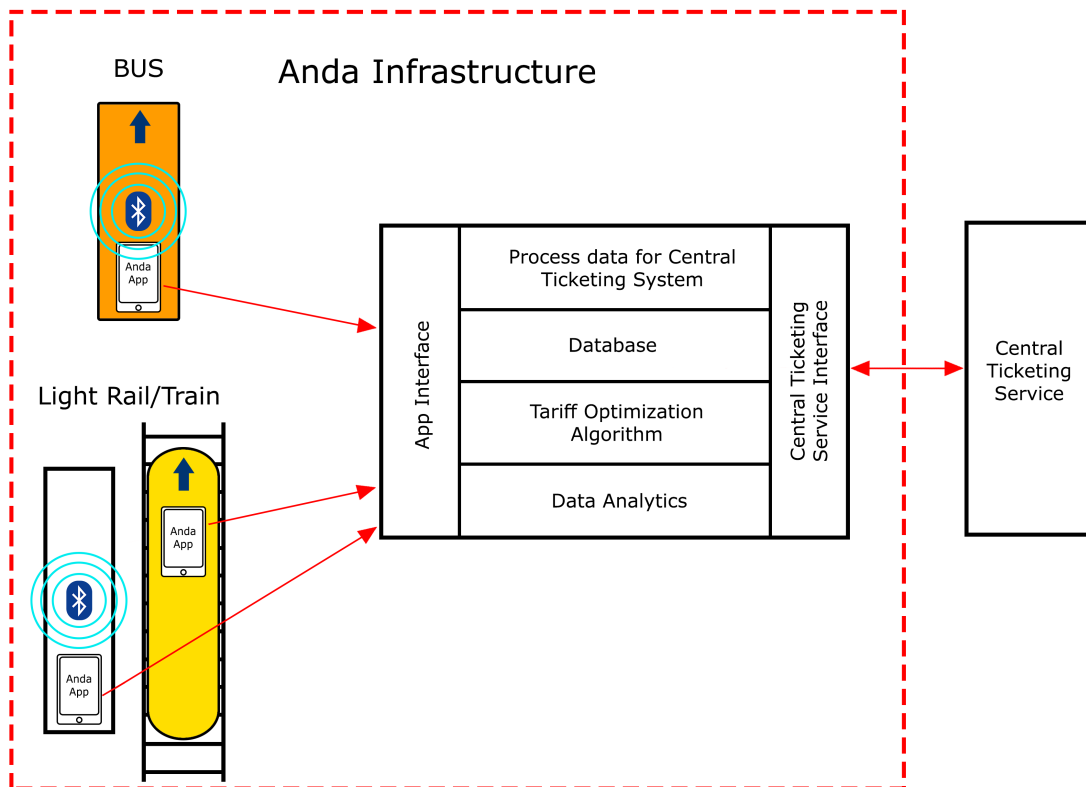 BUS
Anda Infrastructure
Anda
App
Light Rail/Train
Anda
App
Anda
App
App Interface
Process data for Central
Ticketing System
Database
Tariff Optimization
Algorithm
Data Analytics
Central Ticketing
Service Interface
Central
Ticketing
Service